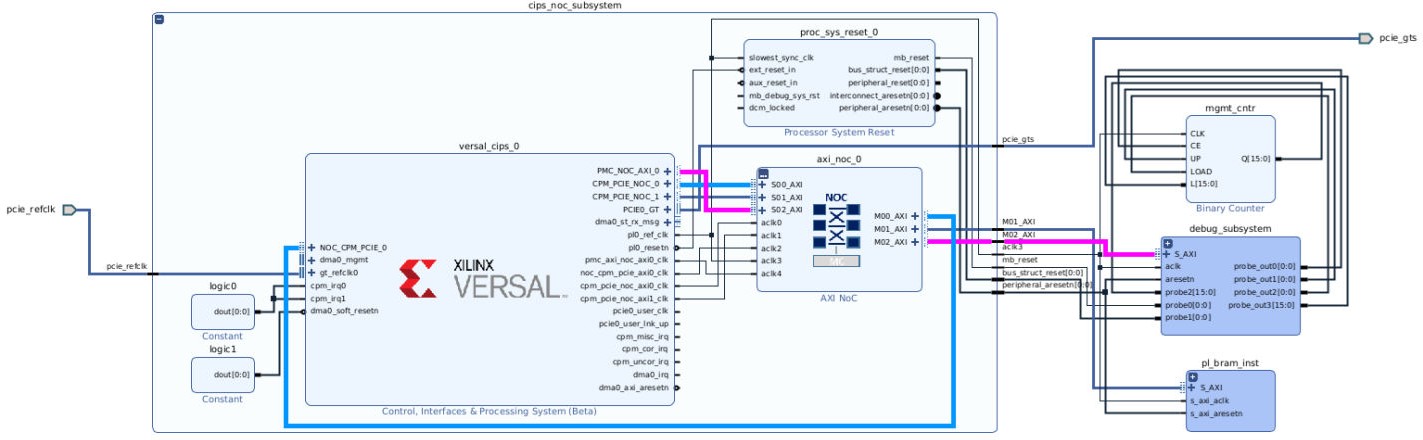 cips_noc_subsystem
proc_sys_reset_0
slowest_sync_clk
ext_reset_in
aux_reset_in
mb_debug_sys_rst
dcm_locked
mb_reset
bus_struct_reset[0:0]
peripheral_reset[0:0]
interconnect_aresetn[0:0]
peripheral_aresetn[0:0]
Processor System Reset
pcie_gts
pcie_gts
mgmt_cntr
CLK
CE
UP
LOAD
L[15:0]
Q[15:0]
Binary Counter
versal_cips_0
PMC_NOC_AXI_0
CPM_PCIE_NOC_0
CPM_PCIE_NOC_1
PCIE0_GT
dma0_st_rx_msg
pl0_ref_clk
pl0_resetn
pmc_axi_noc_axi0_clk
noc_cpm_pcie_axi0_clk
cpm_pcie_noc_axi0_clk
cpm_pcie_noc_axi1_clk
pcie0_user_clk
pcie0_user_lnk_up
cpm_misc_irq
cpm_cor_irq
cpm_uncor_irq
dma0_irq
dma0_axi_aresetn
NOC_CPM_PCIE_0
dma0_mgmt
gt_refclk0
cpm_irq0
cpm_irq1
dma0_soft_resetn
XILINX
VERSAL
Control, Interfaces & Processing System (Beta)
axi_noc_0
S00_AXI
S01_AXI
S02_AXI
aclk0
aclk1
aclk2
aclk3
aclk4
NOC
MC
M00_AXI
M01_AXI
M02_AXI
AXI NoC
pcie_refclk
pcie_refclk
logic0
dout[0:0]
Constant
logic1
dout[0:0]
Constant
M01_AXI
M02_AXI
aclk3
mb_reset
bus_struct_reset[0:0]
peripheral_aresetn[0:0]
debug_subsystem
S_AXI
aclk
aresetn
probe2[15:0]
probe0[0:0]
probe1[0:0]
probe_out0[0:0]
probe_out1[0:0]
probe_out2[0:0]
probe_out3[15:0]
pl_bram_inst
S_AXI
s_axi_aclk
s_axi_aresetn